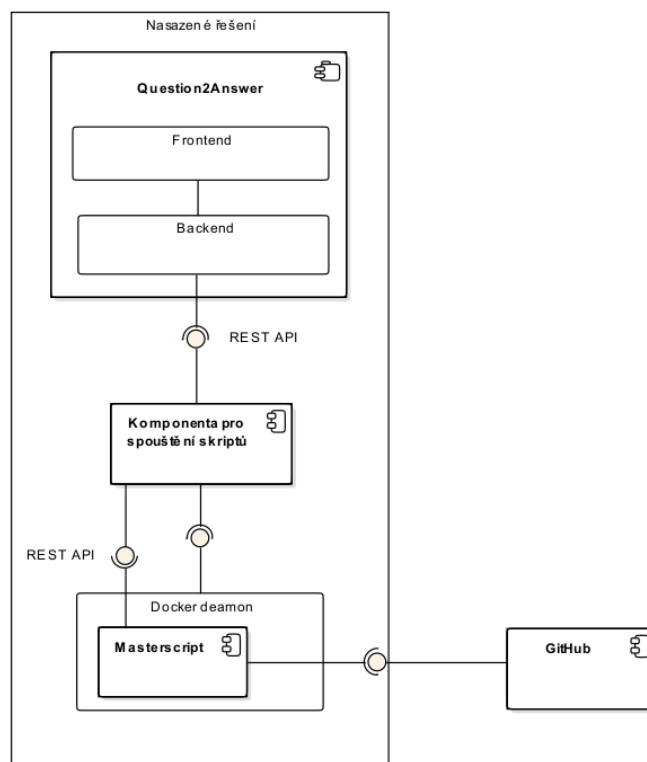 Nasazené řešení
Question2Answer
Frontend
Backend
REST API
Komponenta pro
spouštění skriptů
REST API
Docker deamon
Masterscript
GitHub